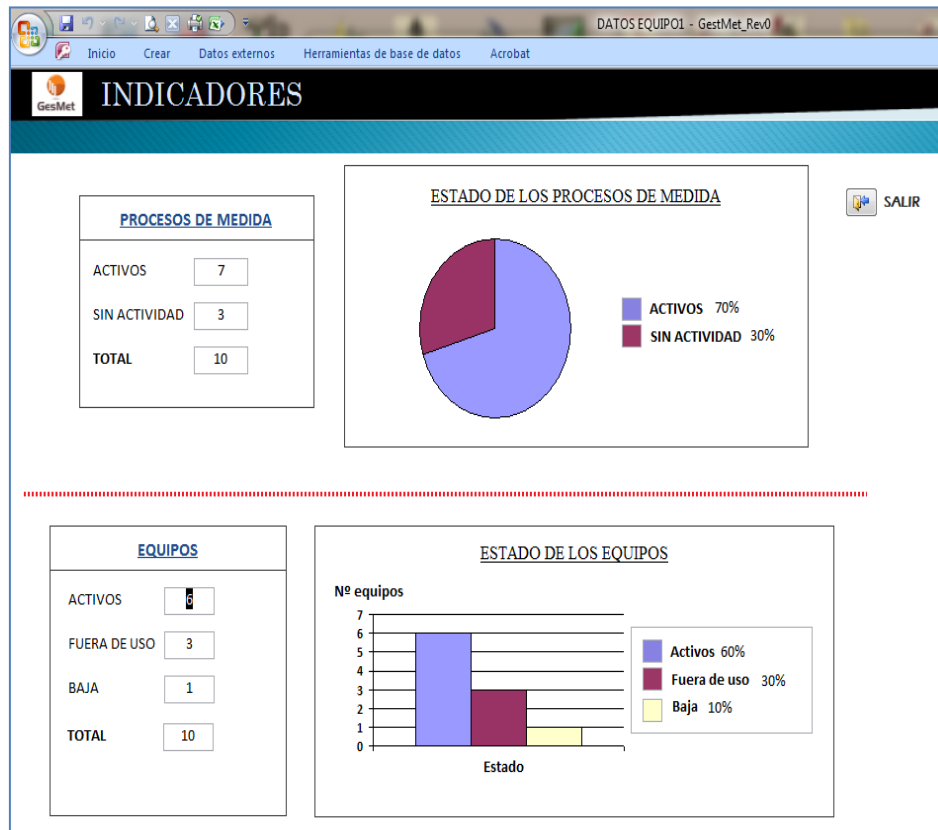 DATOS EQUIPO1 - GestMet_Rev0
Inicio Crear Datos externos Herramientas de base de datos Acrobat
GesMet
INDICADORES
SALIR
PROCESOS DE MEDIDA
ACTIVOS 7
SIN ACTIVIDAD 3
TOTAL 10
ESTADO DE LOS PROCESOS DE MEDIDA
ACTIVOS 70%
SIN ACTIVIDAD 30%
EQUIPOS
ACTIVOS 6
FUERA DE USO 3
BAJA 1
TOTAL 10
ESTADO DE LOS EQUIPOS
Nº equipos
7
6
5
4
3
2
1
0
Estado
Activos 60%
Fuera de uso 30%
Baja 10%